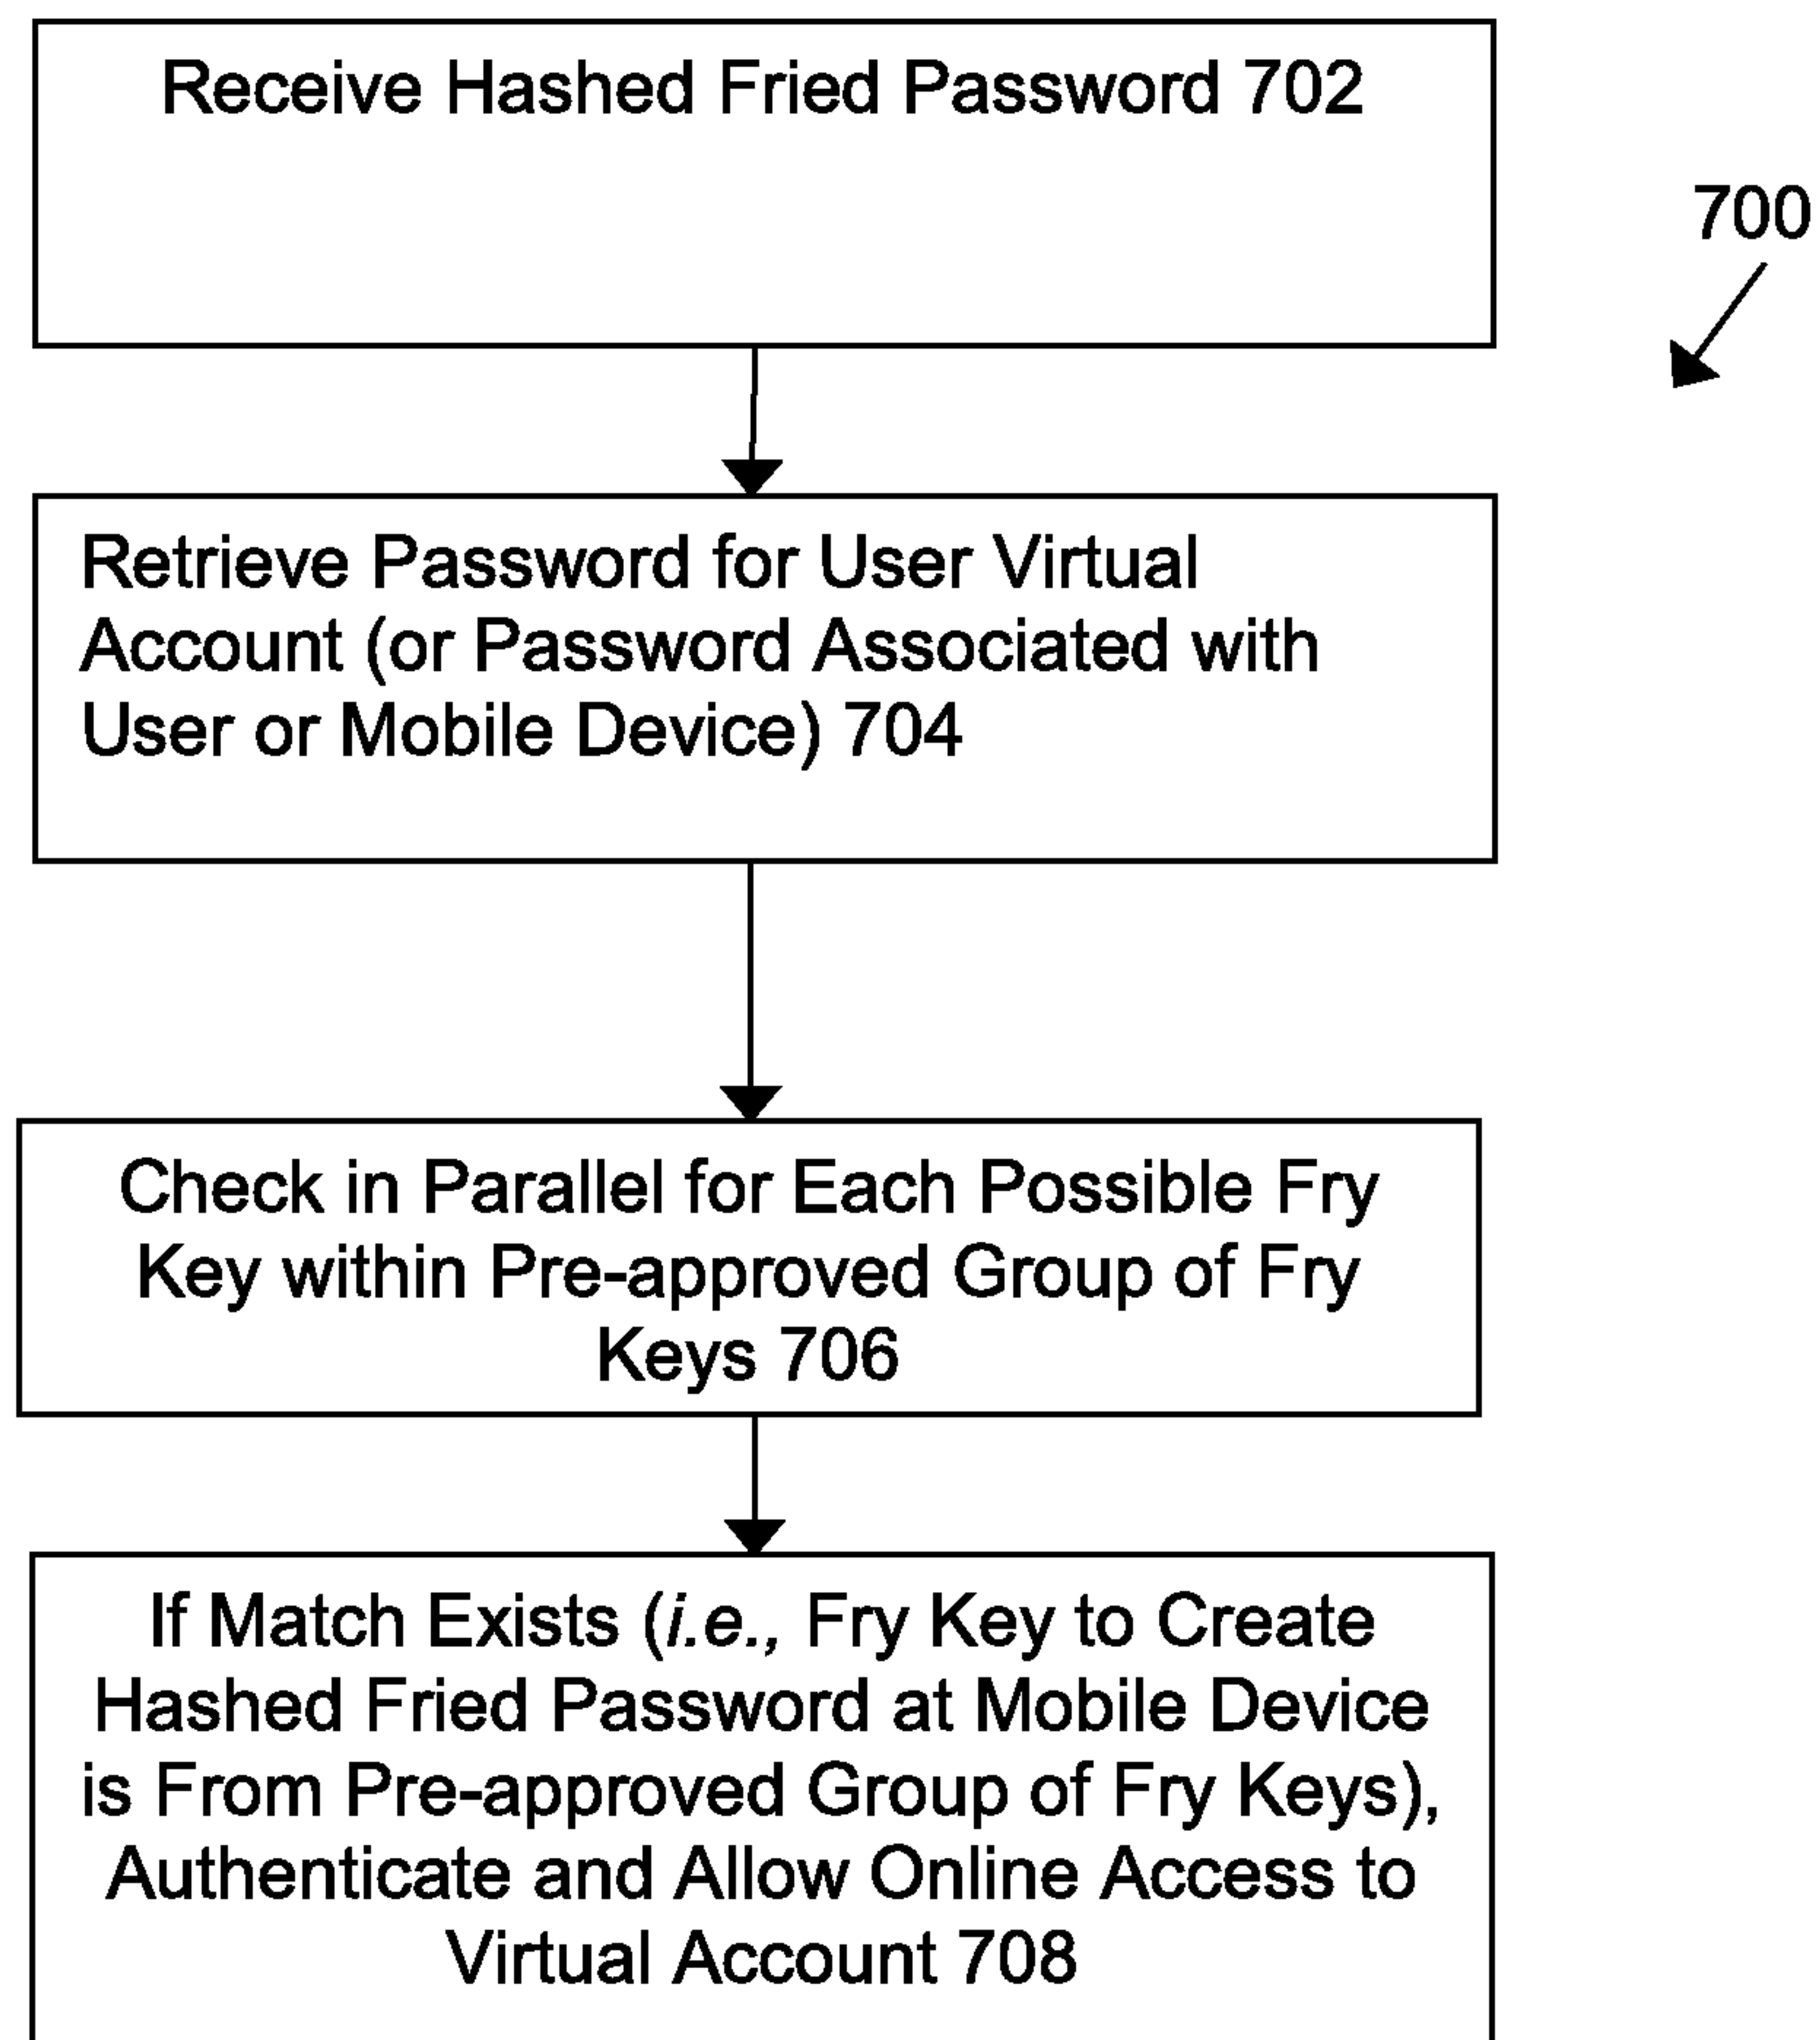 Receive Hashed Fried Password 702
700
Retrieve Password for User Virtual
Account (or Password Associated with
User or Mobile Device) 704
Check in Parallel for Each Possible Fry
Key within Pre-approved Group of Fry
Keys 706
If Match Exists (i.e., Fry Key to Create
Hashed Fried Password at Mobile Device
is From Pre-approved Group of Fry Keys),
Authenticate and Allow Online Access to
Virtual Account 708